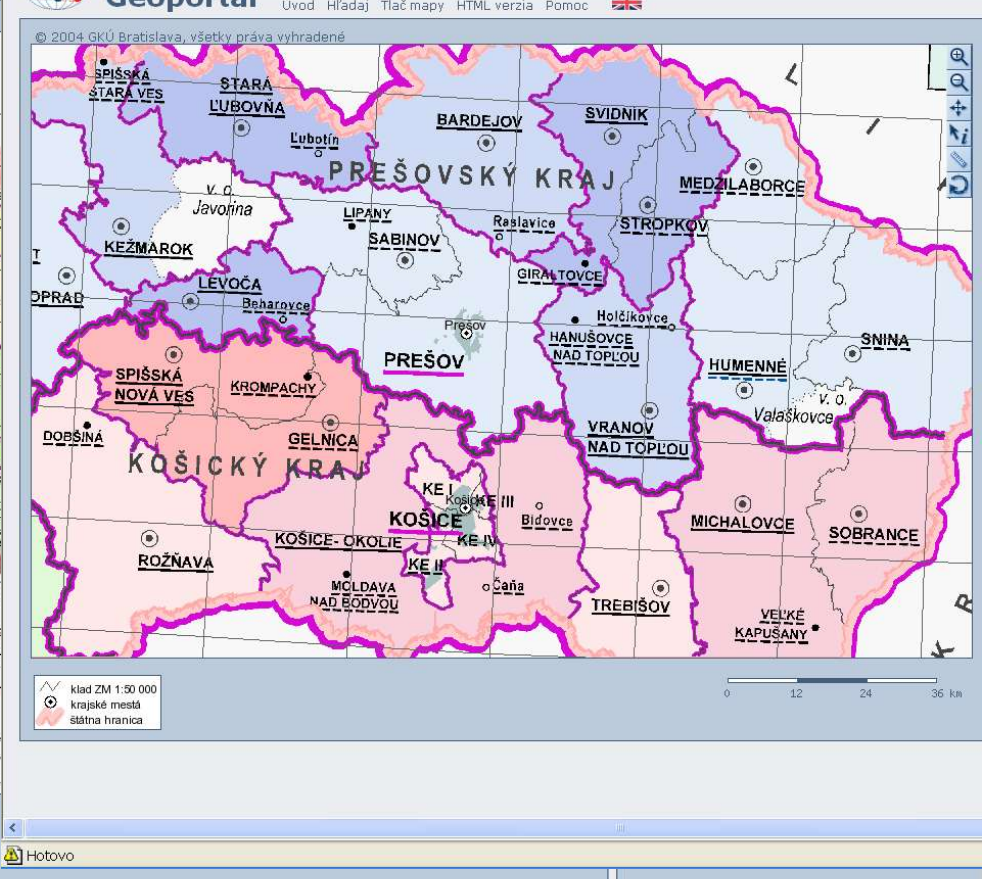 Geoportál
Úvod Hľadaj Tlač mapy HTML verzia Pomoc
© 2004 GKÚ Bratislava, všetky práva vyhradené
SPIŠSKÁ
STARÁ VES
STARÁ
ĽUBOVŇA
Ľubotín
BARDEJOV
SVIDNÍK
MEDZILABORCE
PREŠOVSKÝ KRAJ
v. o.
Javorina
LIPANY
SABINOV
Raslavice
STROPKOV
KEŽMAROK
GIRALTOVCE
LEVOČA
OPRAD
Beharovce
Prešov
PREŠOV
Holčíkovce
HANUŠOVCE
NAD TOPĽOU
SNINA
HUMENNÉ
v. o.
Valaškovce
SPIŠSKÁ
NOVÁ VES
KROMPACHY
DOBŠINÁ
GELNICA
VRANOV
NAD TOPĽOU
KOŠICKÝ KRAJ
KE I
Košice
KE III
KOŠICE
Bidovce
MICHALOVCE
SOBRANCE
KOŠICE- OKOLIE
KE IV
ROŽŇAVA
KE II
MOLDAVA
NAD BODVOU
Čaňa
TREBIŠOV
VEĽKÉ
KAPUŠANY
klad ZM 1:50 000
krajské mestá
štátna hranica
0 12 24 36 km
Hotovo